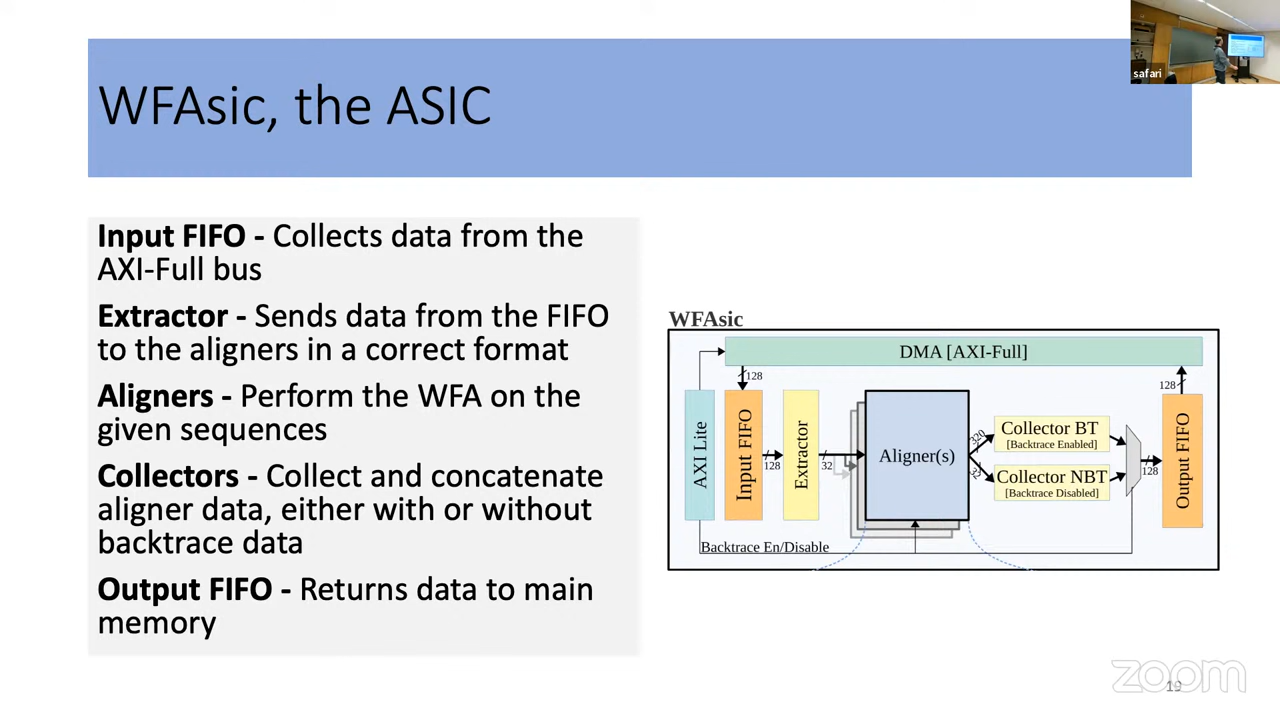 safari
WFAsic, the ASIC
Input FIFO - Collects data from the
AXI-Full bus
Extractor - Sends data from the FIFO
to the aligners in a correct format
Aligners - Perform the WFA on the
given sequences
Collectors - Collect and concatenate
aligner data, either with or without
backtrace data
Output FIFO - Returns data to main
memory
WFAsic
DMA [AXI-Full]
128
128
AXI Lite
Input FIFO
128
Extractor
32
Aligner(s)
320
32
Collector BT
[Backtrace Enabled]
Collector NBT
[Backtrace Disabled]
128
Output FIFO
Backtrace En/Disable
zoom
19